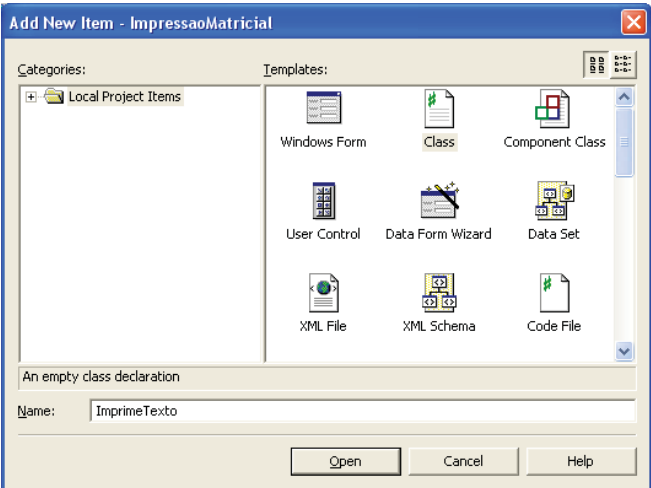 Add New Item - ImpressaoMatricial
Categories:
Templates:
Local Project Items
Windows Form
Class
Component Class
User Control
Data Form Wizard
Data Set
XML File
XML Schema
Code File
An empty class declaration
Name:
ImprimeTexto
Open
Cancel
Help